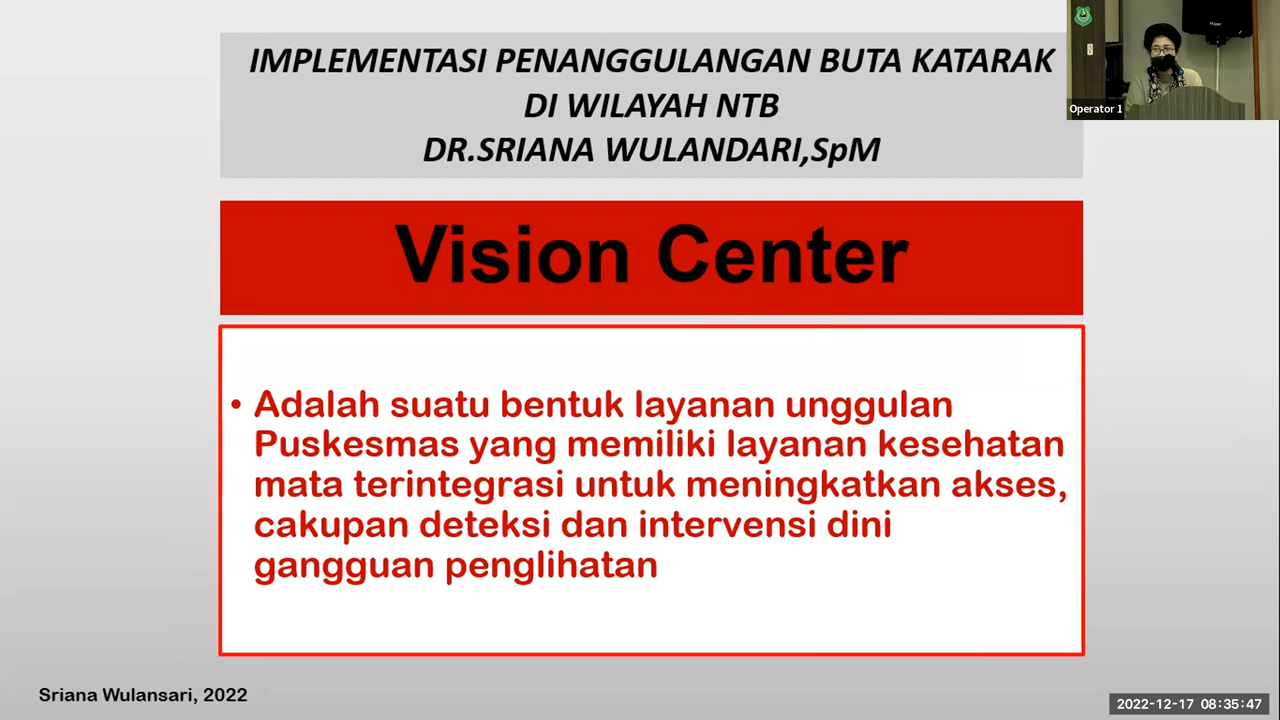 IMPLEMENTASI PENANGGULANGAN BUTA KATARAK
DI WILAYAH NTB
DR.SRIANA WULANDARI,SpM
Operator 1
Vision Center
• Adalah suatu bentuk layanan unggulan
Puskesmas yang memiliki layanan kesehatan
mata terintegrasi untuk meningkatkan akses,
cakupan deteksi dan intervensi dini
gangguan penglihatan
Sriana Wulansari, 2022
2022-12-17 08:35:47